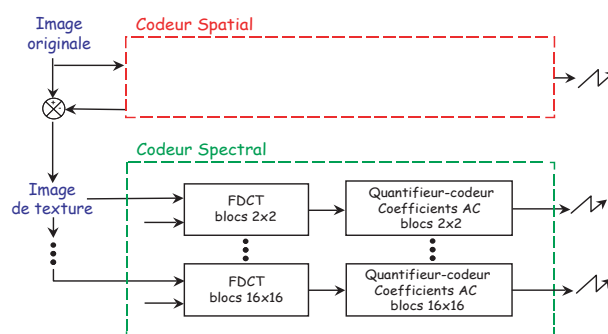 Image
originale
Codeur Spatial
+
-
Codeur Spectral
Image
de texture
FDCT
blocs 2x2
Quantifieur-codeur
Coefficients AC
blocs 2x2
FDCT
blocs 16x16
Quantifieur-codeur
Coefficients AC
blocs 16x16